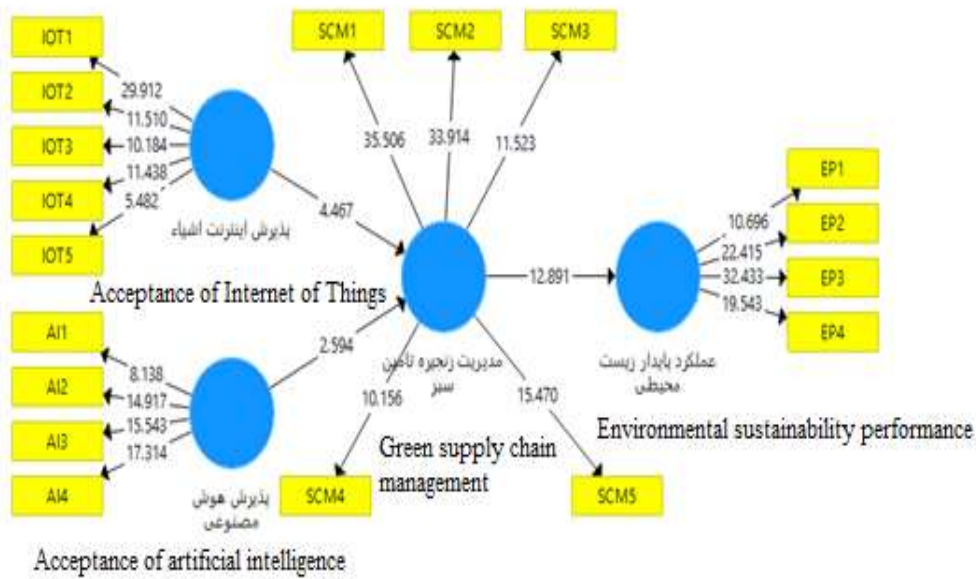 SCM1
SCM2
SCM3
IOT1
IOT2
IOT3
IOT4
IOT5
29.912
11.510
10.184
11.438
5.482
پذیرش اینترنت اشیاء
Acceptance of Internet of Things
35.506
33.914
11.523
4.467
2.594
12.891
EP1
EP2
EP3
EP4
10.696
22.415
32.433
19.543
AI1
AI2
AI3
AI4
8.138
14.917
15.543
17.314
مدیریت زنجیره تامین
سبز
عملکرد پایدار زیست
محیطی
10.156
15.470
Green supply chain
management
Environmental sustainability performance
SCM4
SCM5
پذیرش هوش
مصنوعی
Acceptance of artificial intelligence